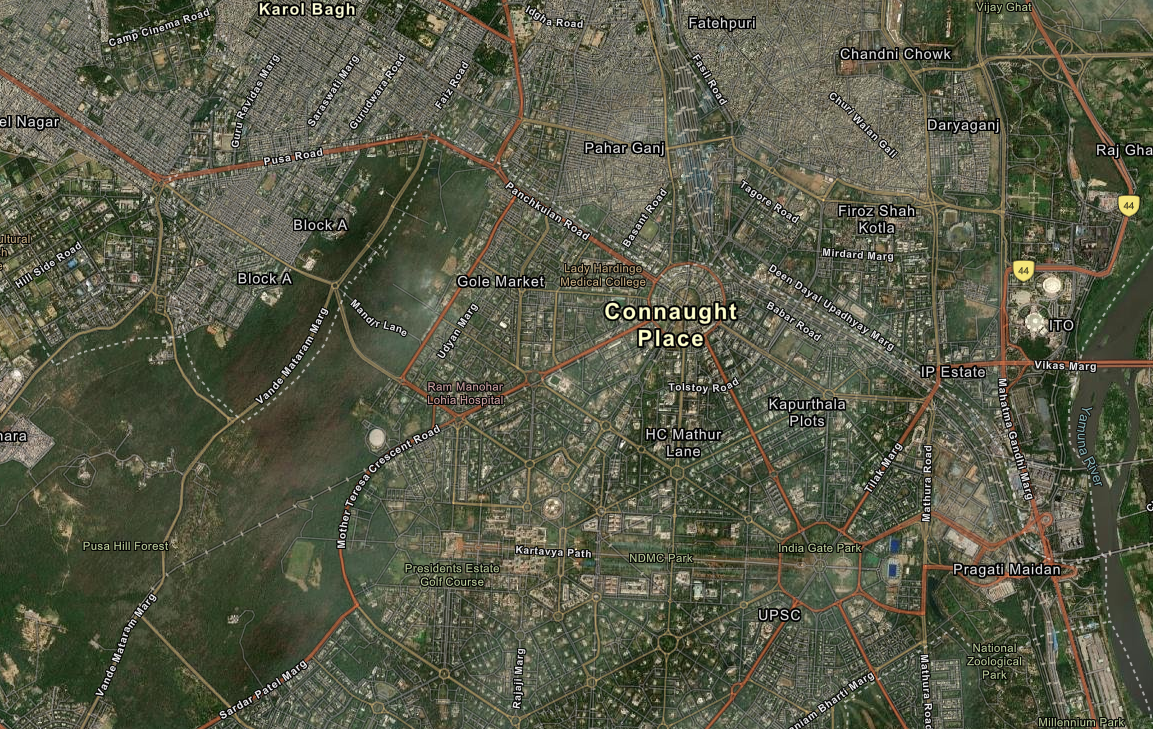 Karol Bagh
Camp Cinema Road
Idgha Road
Fatehpuri
Vijay Ghat
Chandni Chowk
Guru Ravidas Marg
Saraswati Marg
Gurudwara Road
Faiz Road
Fasil Road
Churi Walan Gali
el Nagar
Daryaganj
Pusa Road
Pahar Ganj
Raj Gha
Panchkuian Road
Basant Road
Tagore Road
44
Block A
Firoz Shah
Kotla
ultural
h
Hill Side Road
Mirdard Marg
Block A
Gole Market
Lady Hardinge
Medical College
44
Deen Dayal Upadhyay Marg
Connaught
Place
Mandir Lane
Udyan Marg
Babar Road
ITO
Vande Mataram Marg
IP Estate
Vikas Marg
Ram Manohar
Lohia Hospital
Tolstoy Road
Kapurthala
Plots
Mahatma Gandhi Marg
Yamuna River
nara
HC Mathur
Lane
Mother Teresa Crescent Road
Tilak Marg
Mathura Road
Pusa Hill Forest
Kartavya Path
NDMC Park
India Gate Park
Presidents Estate
Golf Course
Pragati Maidan
UPSC
Vande Mataram Marg
National
Zoological
Park
Sardar Patel Marg
Rajaji Marg
aniam Bharti Marg
Mathura Road
Millennium Park